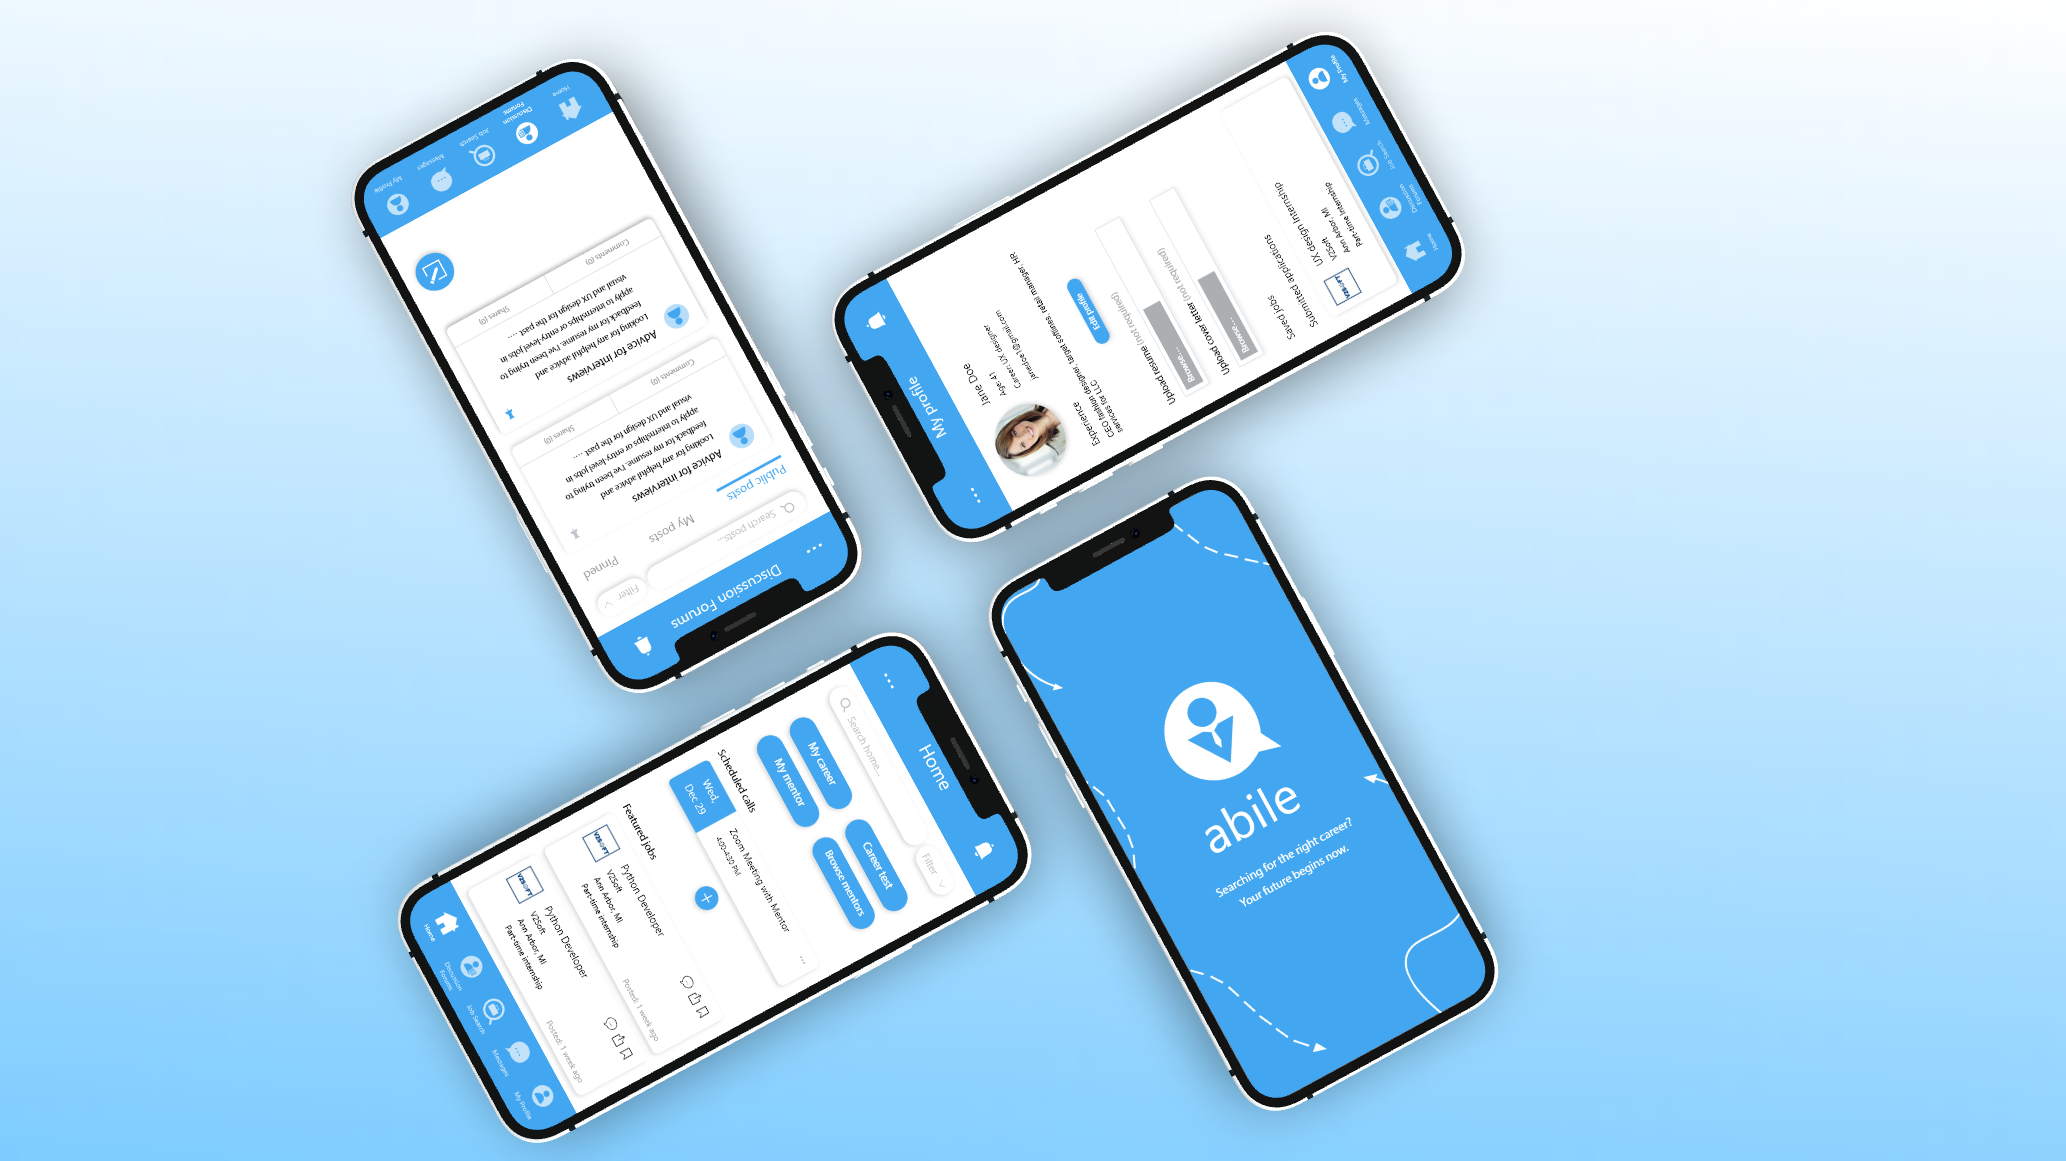 Discussion Forums
Search posts...
Filter
Public posts
My posts
Pinned
Advice for interviews
Looking for any helpful advice and
feedback for my resume. I've been trying to
apply to internships or entry-level jobs in
visual and UX design for the past ....
Comments (0)
Shares (0)
Advice for interviews
Looking for any helpful advice and
feedback for my resume. I've been trying to
apply to internships or entry-level jobs in
visual and UX design for the past ....
Comments (0)
Shares (0)
Home
Discussion
Forums
Job Search
Messages
My Profile
My profile
Jane Doe
Age: 41
Career: UX designer
janedoe1@gmail.com
Experience
CEO fashion designer, target softlines, retail manager, HR
services for LLC
Edit profile
Upload resume (not required)
Browse....
Upload cover letter (not required)
Browse....
Saved jobs
Submitted applications
V2SOFT
UX design Internship
V2Soft
Ann Arbor, MI
Part-time Internship
Home
Discussion
Forums
Job Search
Messages
My Profile
Home
Search home...
Filter
My career
Career test
My mentor
Browse mentors
Scheduled calls
Wed,
Dec 29
Zoom Meeting with Mentor
4:00-4:30 PM
Featured jobs
V2SOFT
Python Developer
V2Soft
Ann Arbor, MI
Part-time internship
Posted: 1 week ago
V2SOFT
Python Developer
V2Soft
Ann Arbor, MI
Part-time internship
Posted: 1 week ago
Home
Discussion
Forums
Job Search
Messages
My Profile
abile
Searching for the right career?
Your future begins now.